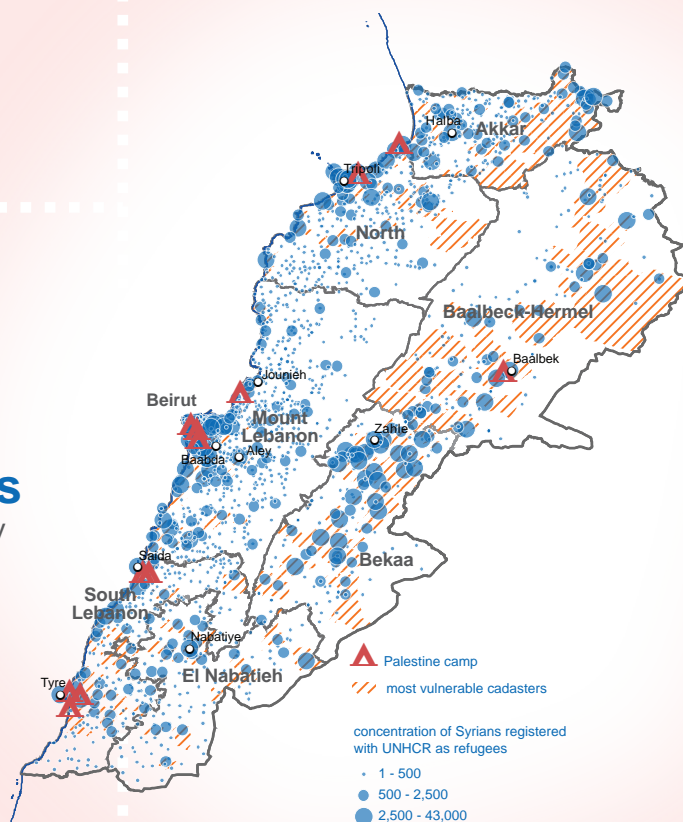 Halba
Akkar
Tripoli
North
Baalbeck-Hermel
Baalbek
Jounieh
Beirut
Mount
Lebanon
Zahle
Baabda
Aley
s
y
Saida
Bekaa
South
Lebanon
Nabatiye
El Nabatieh
Tyre
Palestine camp
most vulnerable cadasters
concentration of Syrians registered
with UNHCR as refugees
1 - 500
500 - 2,500
2,500 - 43,000